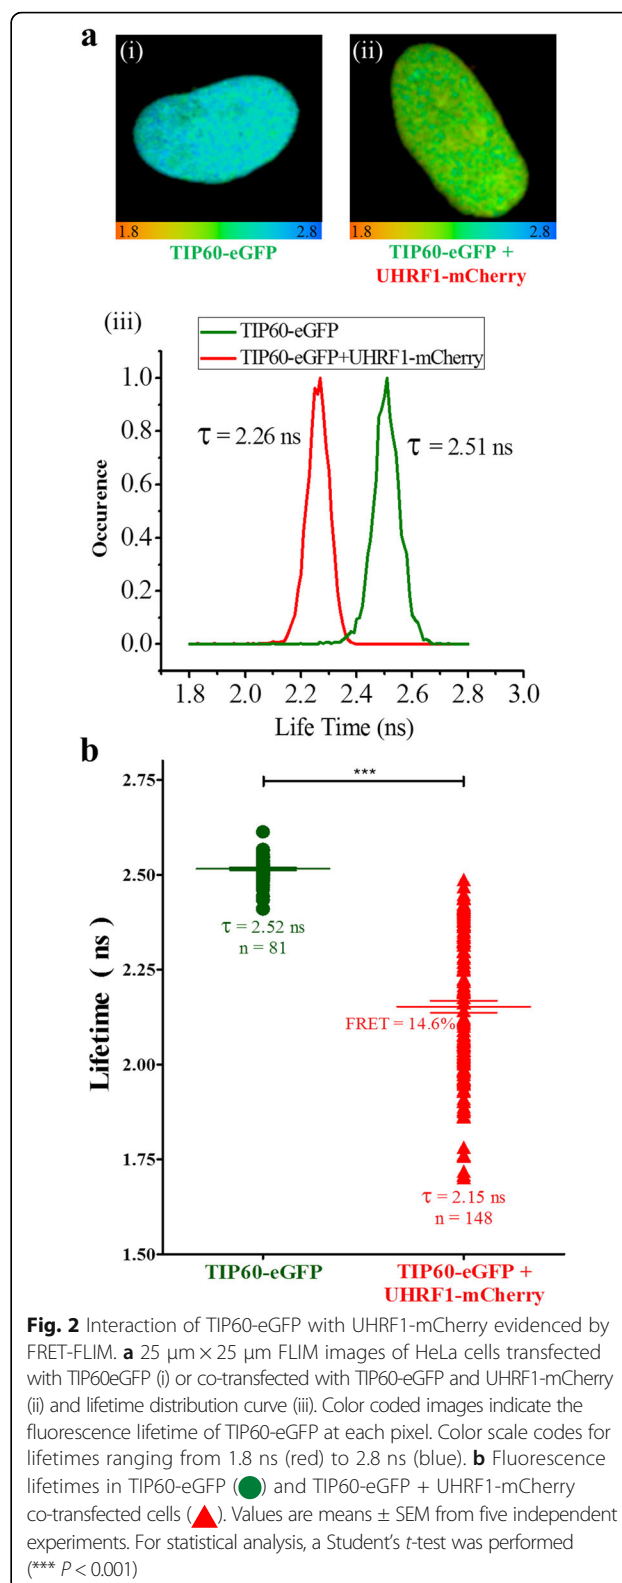 a
(i)
(ii)
1.8 2.8
1.8 2.8
TIP60-eGFP
TIP60-eGFP +
UHRF1-mCherry
(iii)
TIP60-eGFP
TIP60-eGFP+UHRF1-mCherry
1.0
0.8
0.6
0.4
0.2
0.0
Occurence
τ = 2.26 ns
τ = 2.51 ns
1.8 2.0 2.2 2.4 2.6 2.8 3.0
Life Time (ns)
b
***
2.75
2.50
2.25
2.00
1.75
1.50
Lifetime ( ns )
τ = 2.52 ns
n = 81
FRET = 14.6%
τ = 2.15 ns
n = 148
TIP60-eGFP
TIP60-eGFP +
UHRF1-mCherry
Fig. 2 Interaction of TIP60-eGFP with UHRF1-mCherry evidenced by
FRET-FLIM. a 25 μm × 25 μm FLIM images of HeLa cells transfected
with TIP60eGFP (i) or co-transfected with TIP60-eGFP and UHRF1-mCherry
(ii) and lifetime distribution curve (iii). Color coded images indicate the
fluorescence lifetime of TIP60-eGFP at each pixel. Color scale codes for
lifetimes ranging from 1.8 ns (red) to 2.8 ns (blue). b Fluorescence
lifetimes in TIP60-eGFP (●) and TIP60-eGFP + UHRF1-mCherry
co-transfected cells (▲). Values are means ± SEM from five independent
experiments. For statistical analysis, a Student's t-test was performed
(*** P < 0.001)